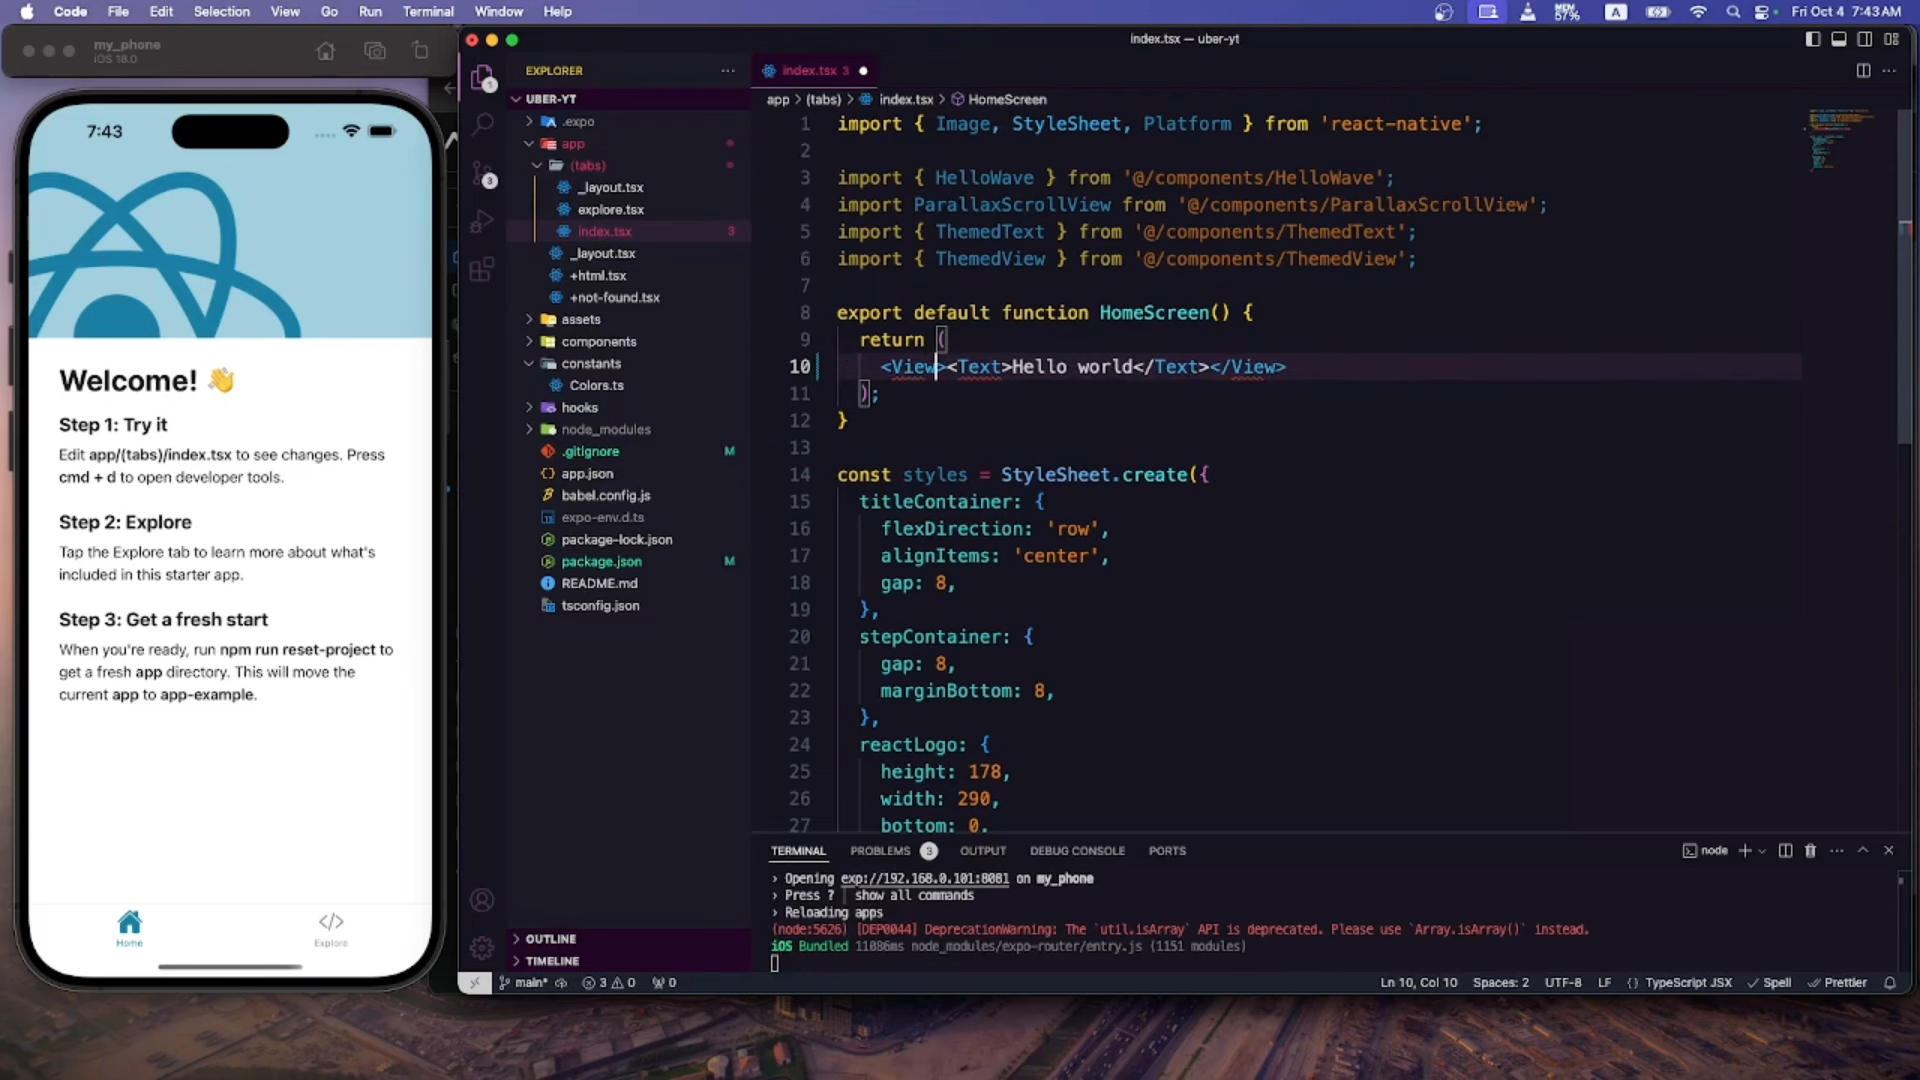 Code File Edit Selection View Go Run Terminal Window Help
MEM
57%
A
Fri Oct 4 7:43 AM
my_phone
iOS 18.0
7:43
Welcome! 👋
Step 1: Try it
Edit app/(tabs)/index.tsx to see changes. Press
cmd + d to open developer tools.
Step 2: Explore
Tap the Explore tab to learn more about what's
included in this starter app.
Step 3: Get a fresh start
When you're ready, run npm run reset-project to
get a fresh app directory. This will move the
current app to app-example.
Home
Explore
index.tsx — uber-yt
1
3
EXPLORER
UBER-YT
.expo
app
(tabs)
_layout.tsx
explore.tsx
index.tsx 3
_layout.tsx
+html.tsx
+not-found.tsx
assets
components
constants
Colors.ts
hooks
node_modules
.gitignore M
app.json
babel.config.js
expo-env.d.ts
package-lock.json
package.json M
README.md
tsconfig.json
OUTLINE
TIMELINE
index.tsx 3
app > (tabs) > index.tsx > HomeScreen
1 import { Image, StyleSheet, Platform } from 'react-native';
2
3 import { HelloWave } from '@/components/HelloWave';
4 import ParallaxScrollView from '@/components/ParallaxScrollView';
5 import { ThemedText } from '@/components/ThemedText';
6 import { ThemedView } from '@/components/ThemedView';
7
8 export default function HomeScreen() {
9 return (
10 <View><Text>Hello world</Text></View>
11 );
12 }
13
14 const styles = StyleSheet.create({
15 titleContainer: {
16 flexDirection: 'row',
17 alignItems: 'center',
18 gap: 8,
19 },
20 stepContainer: {
21 gap: 8,
22 marginBottom: 8,
23 },
24 reactLogo: {
25 height: 178,
26 width: 290,
27 bottom: 0,
TERMINAL PROBLEMS 3 OUTPUT DEBUG CONSOLE PORTS
node
› Opening exp://192.168.0.101:8081 on my_phone
› Press ? │ show all commands
› Reloading apps
(node:5626) [DEP0044] DeprecationWarning: The `util.isArray` API is deprecated. Please use `Array.isArray()` instead.
iOS Bundled 11086ms node_modules/expo-router/entry.js (1151 modules)
main* 3 0 0
Ln 10, Col 10 Spaces: 2 UTF-8 LF {} TypeScript JSX Spell Prettier